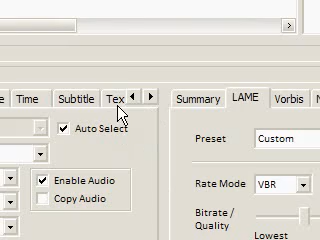 e Time Subtitle Tex Summary LAME Vorbis
Auto Select
Preset Custom
Enable Audio
Rate Mode VBR
Copy Audio
Bitrate /
Quality
Lowest